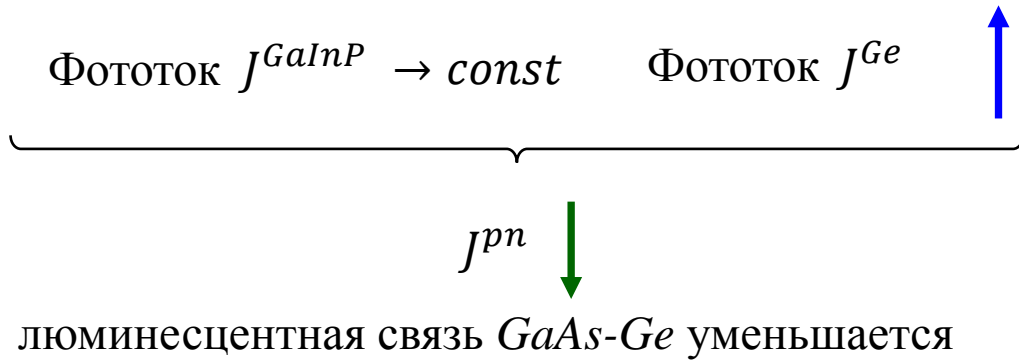 Фототок J^{GaInP} → const Фототок J^{Ge}
J^{pn}
люминесцентная связь GaAs-Ge уменьшается